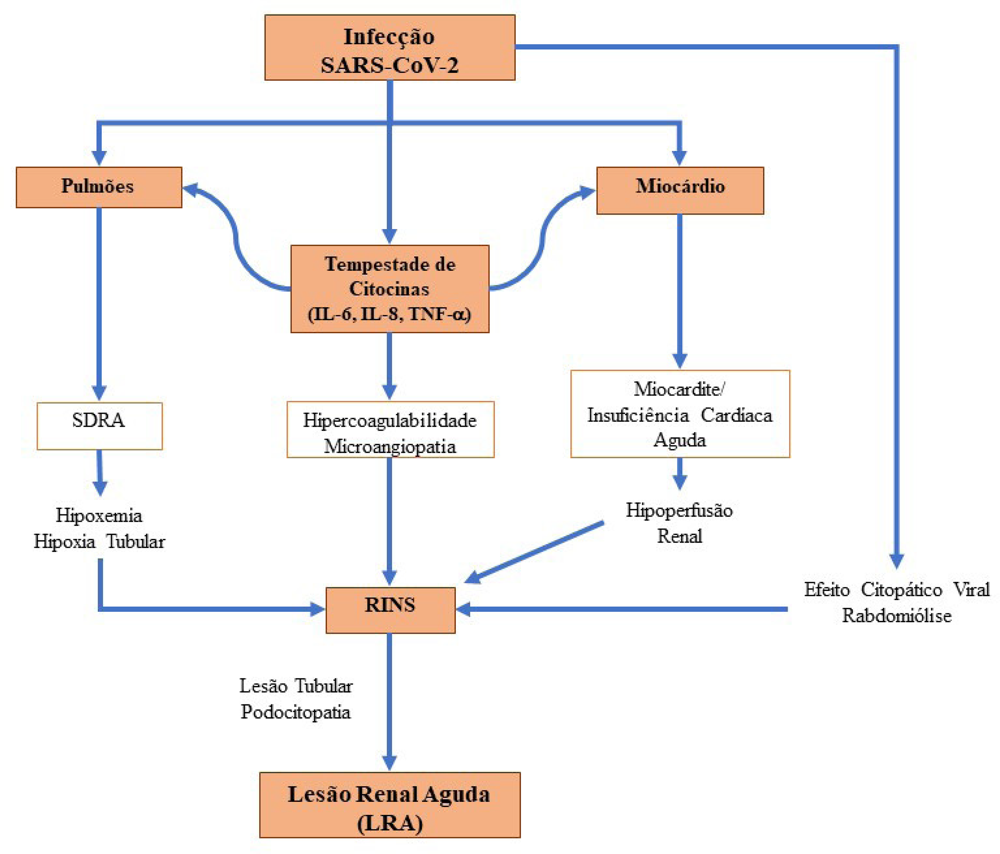 Infecção
SARS-CoV-2
Pulmões
Miocárdio
Tempestade de
Citocinas
(IL-6, IL-8, TNF-α)
SDRA
Hipercoagulabilidade
Microangiopatia
Miocardite/
Insuficiência Cardíaca
Aguda
Hipoxemia
Hipoxia Tubular
Hipoperfusão
Renal
RINS
Efeito Citopático Viral
Rabdomiólise
Lesão Tubular
Podocitopatia
Lesão Renal Aguda
(LRA)